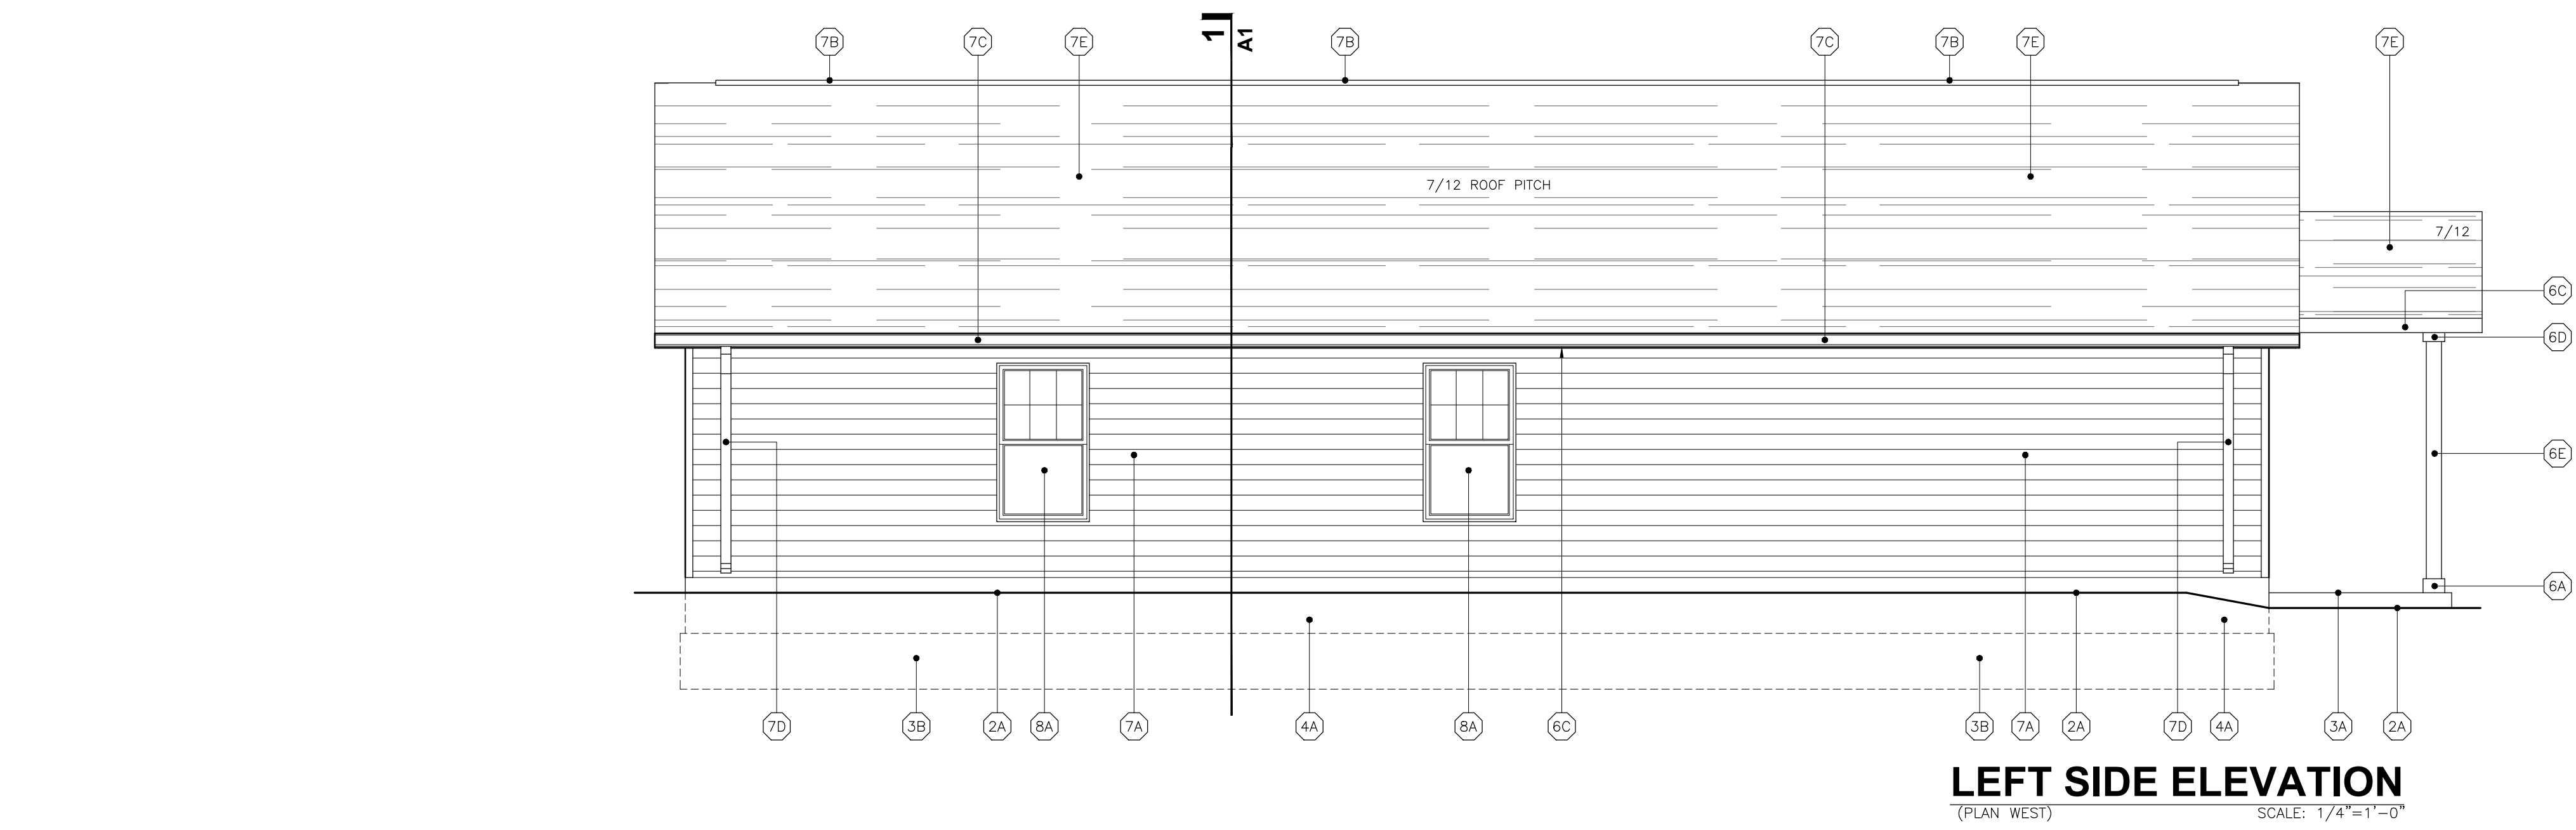 7B 7C 7E 1 A1 7B 7C 7B 7E 7E
7/12 ROOF PITCH
7/12
6C
6D
6E
6A
7D 3B 2A 8A 7A 4A 8A 6C 3B 7A 2A 7D 4A 3A 2A
LEFT SIDE ELEVATION
(PLAN WEST) SCALE: 1/4"=1'-0"